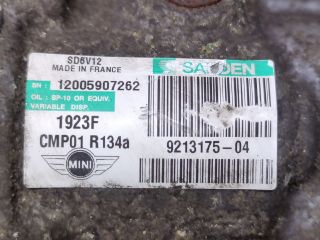 SD6V12
MADE IN FRANCE
SN : 12005907262
OIL : SP-10 OR EQUIV.
VARIABLE DISP.
1923F
CMP01 R134a
9213175-04
MINI